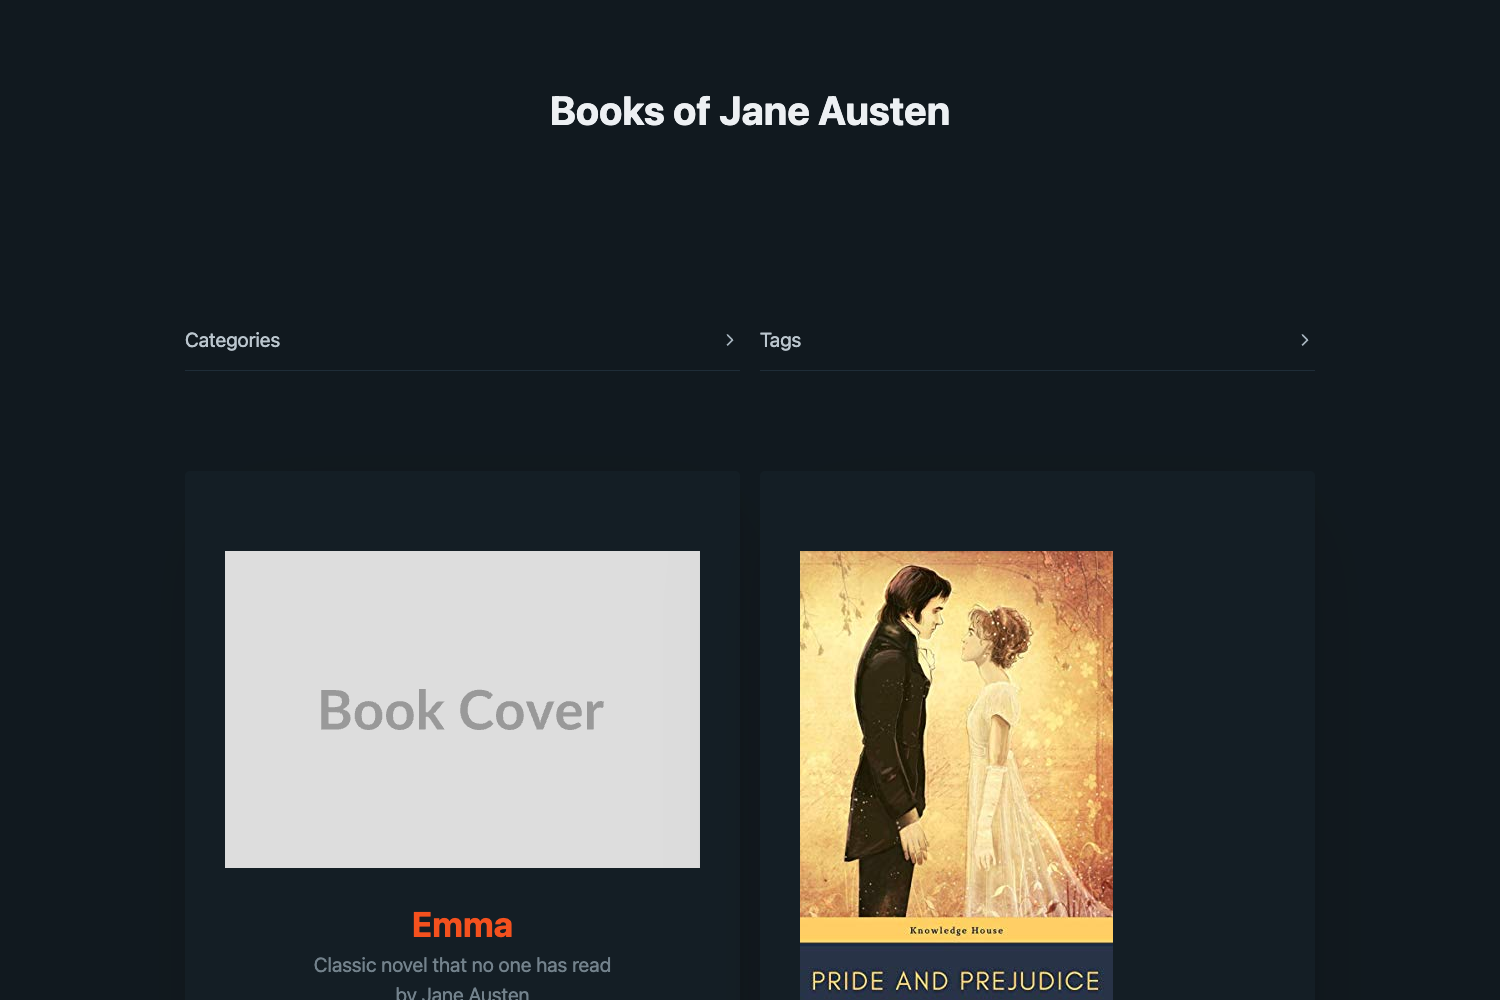 Books of Jane Austen
Categories
Tags
Book Cover
Emma
Classic novel that no one has read
by Jane Austen
Knowledge House
PRIDE AND PREJUDICE